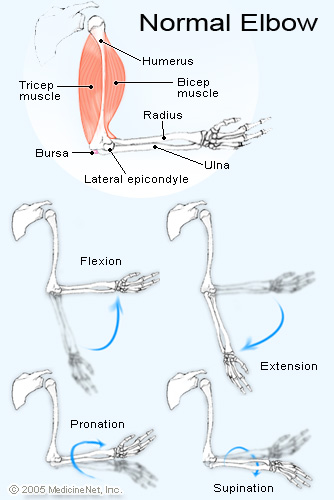 Normal Elbow
Humerus
Tricep
muscle
Bicep
muscle
Radius
Bursa
Ulna
Lateral epicondyle
Flexion
Extension
Pronation
Supination
© 2005 MedicineNet, Inc.